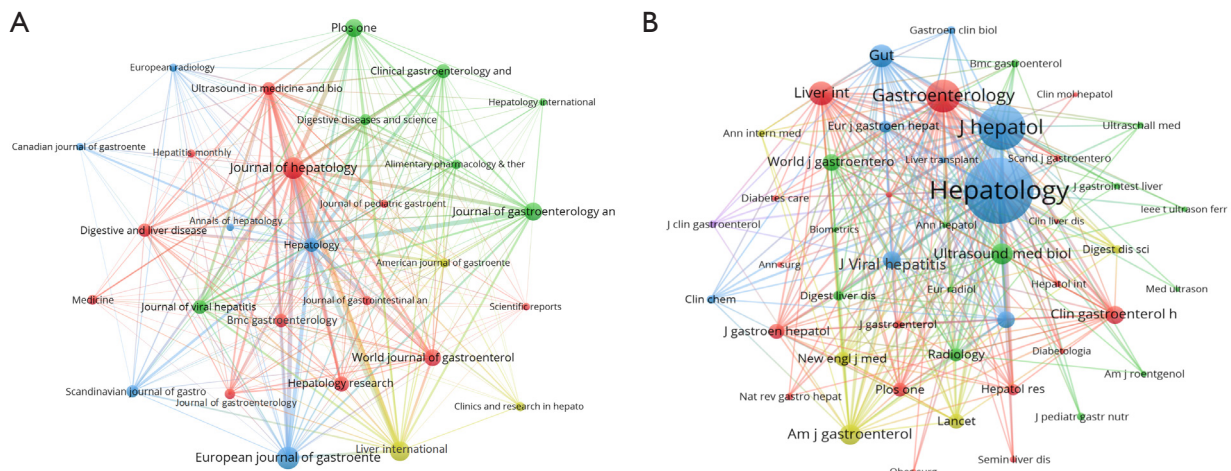 A
Plos one
European radiology
Clinical gastroenterology and
Ultrasound in medicine and bio
Hepatology international
Digestive diseases and science
Canadian journal of gastroente
Hepatitis monthly
Journal of hepatology
Alimentary pharmacology & ther
Journal of pediatric gastroent
Journal of gastroenterology an
Annals of hepatology
Digestive and liver disease
Hepatology
American journal of gastroente
Medicine
Journal of viral hepatitis
Journal of gastrointestinal an
Scientific reports
Bmc gastroenterology
World journal of gastroenterol
Scandinavian journal of gastro
Hepatology research
Journal of gastroenterology
Clinics and research in hepato
Liver international
European journal of gastroente
B
Gastroen clin biol
Gut
Bmc gastroenterol
Liver int
Gastroenterology
Clin mol hepatol
Ann intern med
Eur j gastroen hepat
J hepatol
Ultraschall med
World j gastroentero
Liver transplant
Scand j gastroentero
Hepatology
J gastrointest liver
Diabetes care
Ieee t ultrason ferr
J clin gastroenterol
Biometrics
Ann hepatol
Clin liver dis
Ultrasound med biol
Digest dis sci
Ann surg
J Viral hepatitis
Hepatol int
Med ultrason
Clin chem
Digest liver dis
Eur radiol
Clin gastroenterol h
J gastroen hepatol
J gastroenterol
Radiology
Diabetologia
New engl j med
Am j roentgenol
Nat rev gastro hepat
Plos one
Hepatol res
J pediatr gastr nutr
Am j gastroenterol
Lancet
Semin liver dis